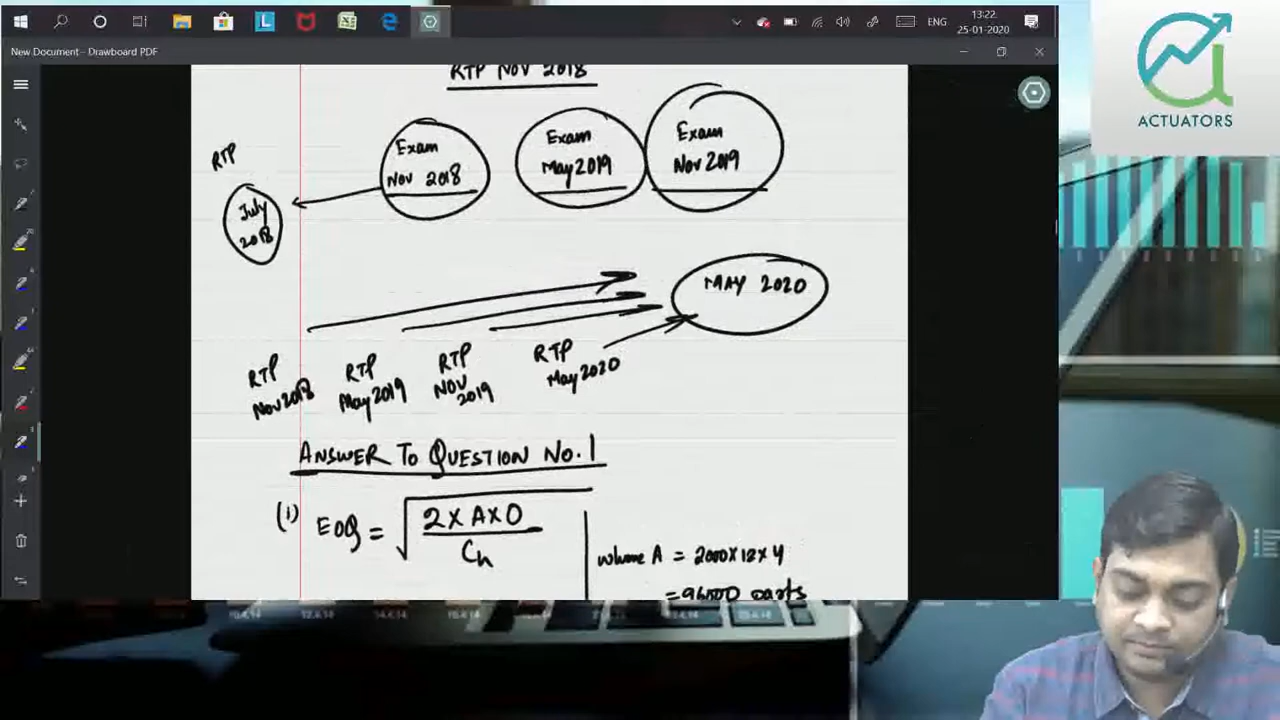 13:22
ENG
25-01-2020
New Document - Drawboard PDF
ACTUATORS
RTP NOV 2018
Exam
Nov 2018
Exam
May 2019
Exam
Nov 2019
RTP
July
2018
MAY 2020
RTP
Nov 2018
RTP
May 2019
RTP
NOV
2019
RTP
May 2020
ANSWER TO QUESTION NO. 1
(1) EOQ = √ 2 X A X O
Ch
where A = 2000 x 12 x 4
= 96000 parts